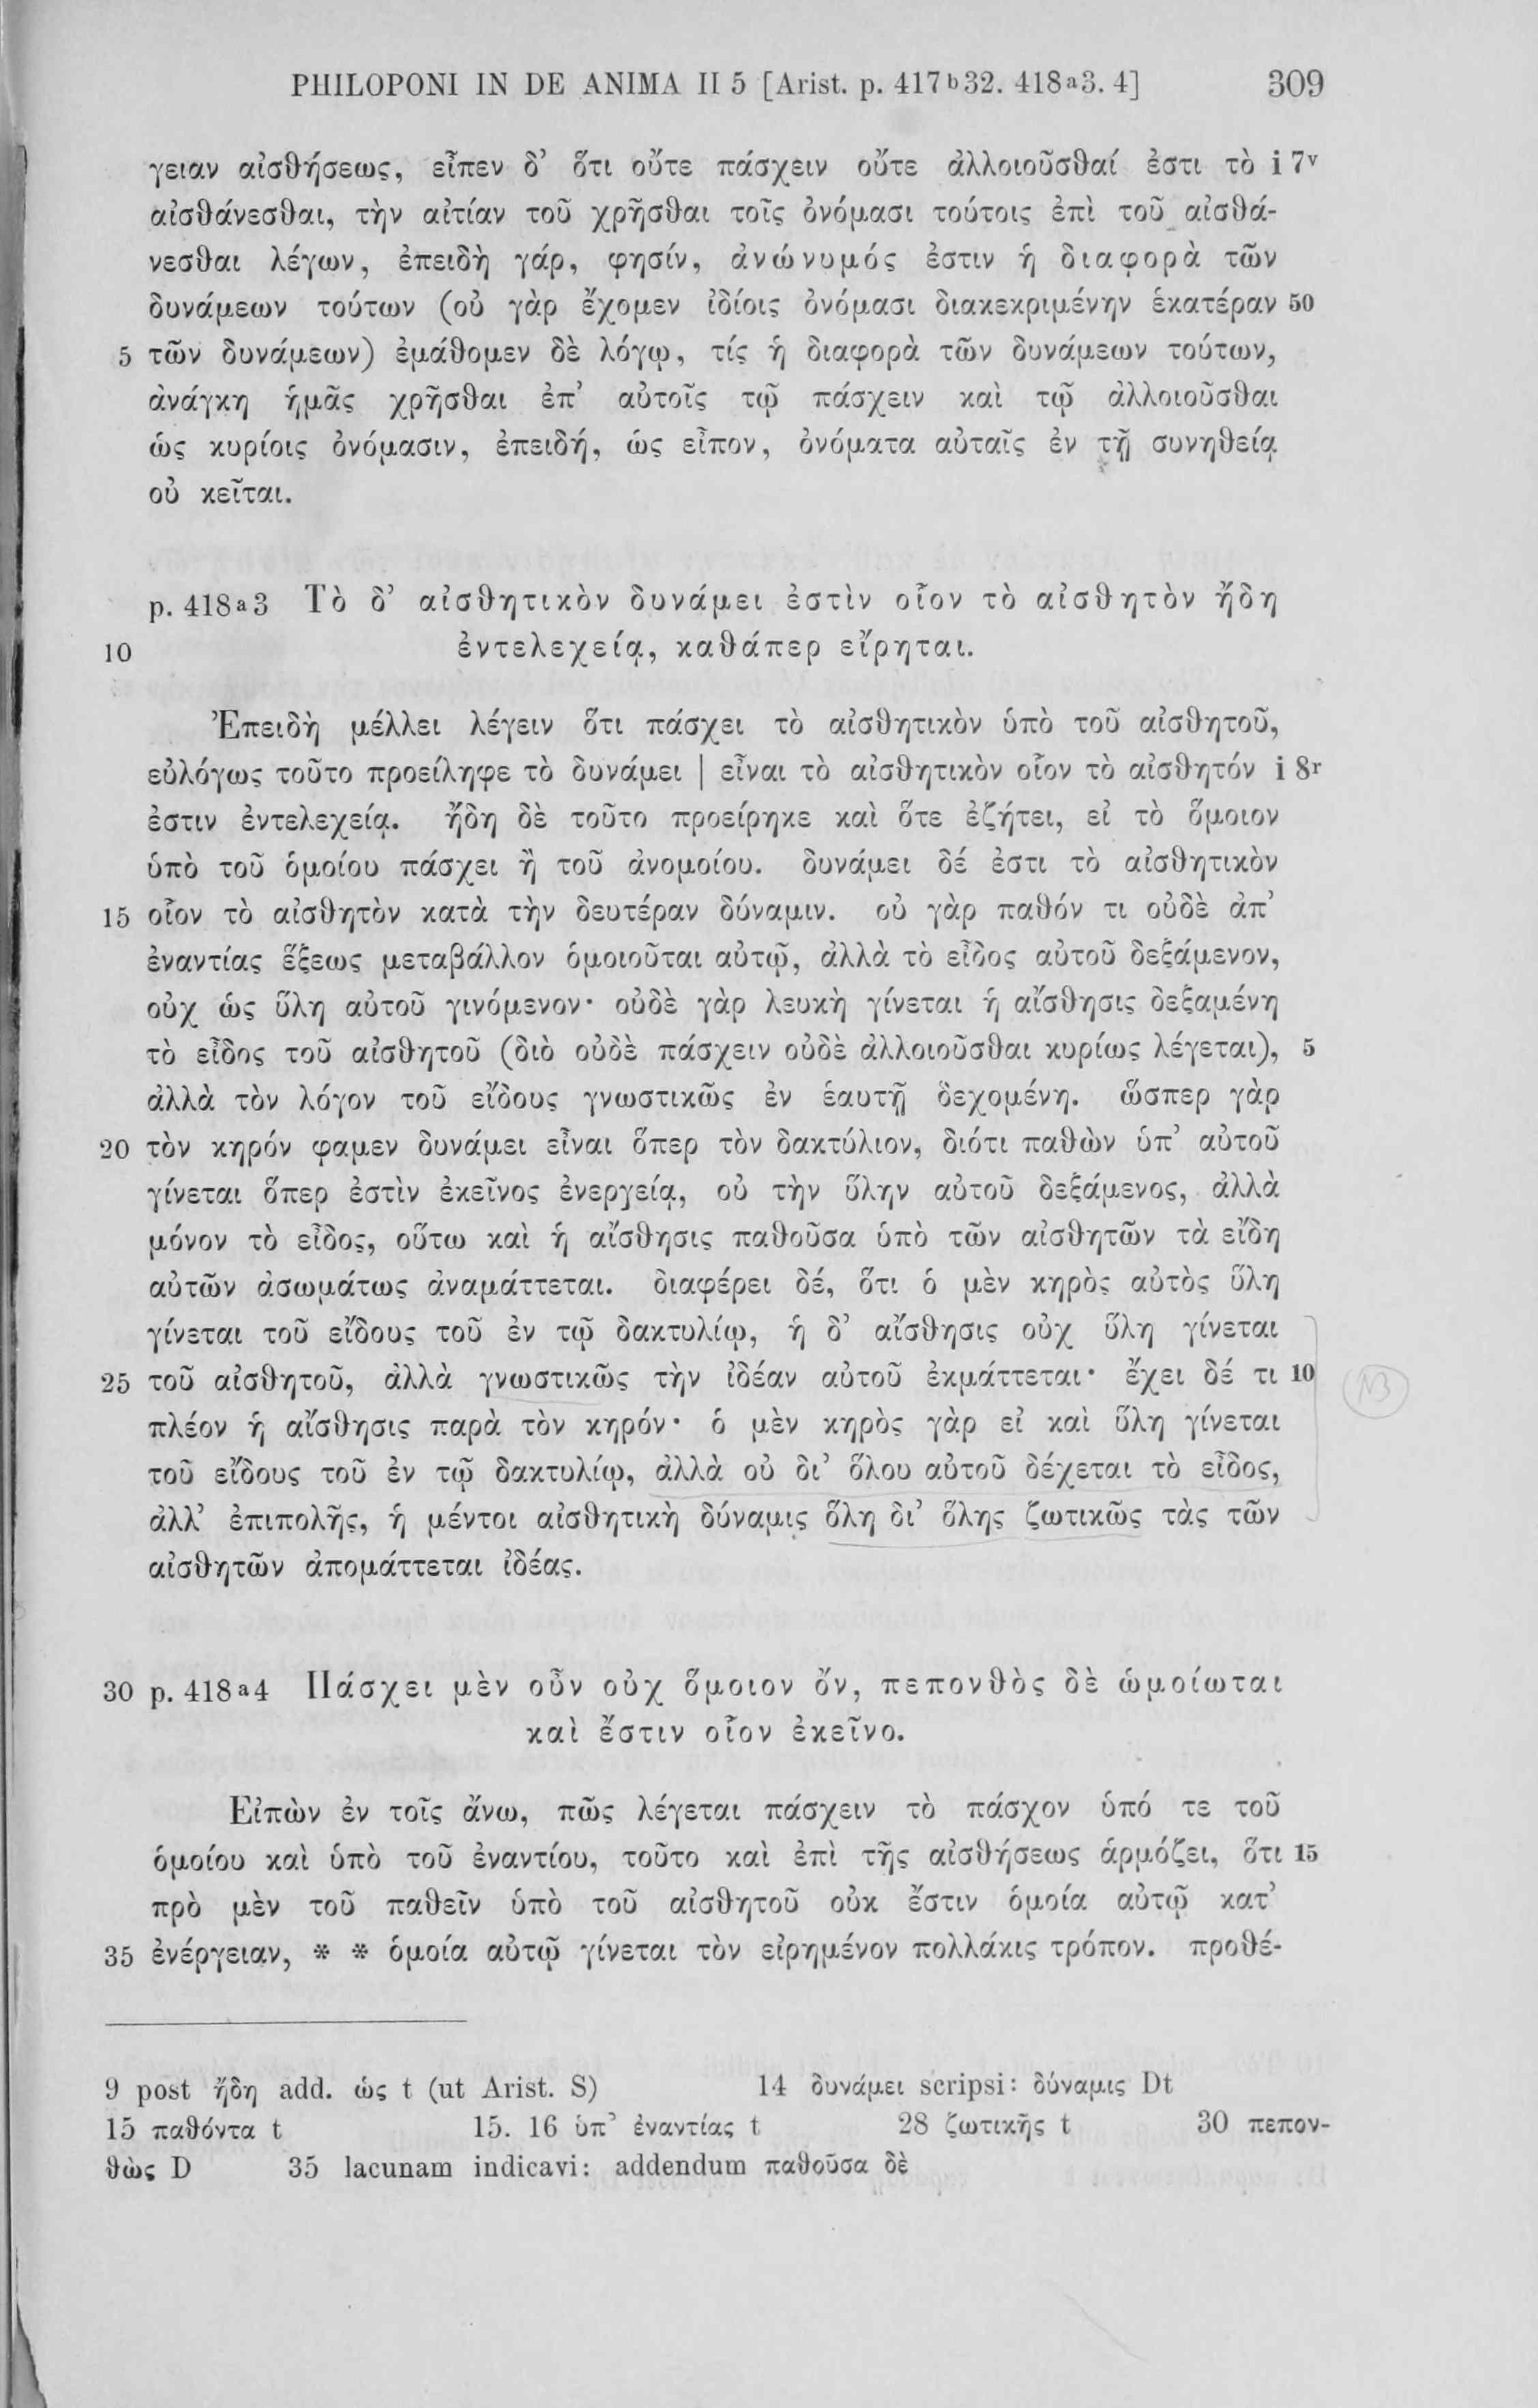 PHILOPONI IN DE ANIMA II 5 [Arist. p. 417ᵇ32. 418ᵃ3. 4] 309
γειαν αἰσθήσεως, εἶπεν δ’ ὅτι οὔτε πάσχειν οὔτε ἀλλοιοῦσθαί ἐστι τὸ i 7ᵛ
αἰσθάνεσθαι, τὴν αἰτίαν τοῦ χρῆσθαι τοῖς ὀνόμασι τούτοις ἐπὶ τοῦ αἰσθά-
νεσθαι λέγων, ἐπειδὴ γάρ, φησίν, ἀνώνυμός ἐστιν ἡ διαφορὰ τῶν
δυνάμεων τούτων (οὐ γὰρ ἔχομεν ἰδίοις ὀνόμασι διακεκριμένην ἑκατέραν 50
5 τῶν δυνάμεων) ἐμάθομεν δὲ λόγῳ, τίς ἡ διαφορὰ τῶν δυνάμεων τούτων,
ἀνάγκη ἡμᾶς χρῆσθαι ἐπ’ αὐτοῖς τῷ πάσχειν καὶ τῷ ἀλλοιοῦσθαι
ὡς κυρίοις ὀνόμασιν, ἐπειδή, ὡς εἶπον, ὀνόματα αὐταῖς ἐν τῇ συνηθείᾳ
οὐ κεῖται.
p. 418ᵃ3 Τὸ δ’ αἰσθητικὸν δυνάμει ἐστὶν οἷον τὸ αἰσθητὸν ἤδη
10 ἐντελεχείᾳ, καθάπερ εἴρηται.
Ἐπειδὴ μέλλει λέγειν ὅτι πάσχει τὸ αἰσθητικὸν ὑπὸ τοῦ αἰσθητοῦ,
εὐλόγως τοῦτο προείληφε τὸ δυνάμει | εἶναι τὸ αἰσθητικὸν οἷον τὸ αἰσθητόν i 8ʳ
ἐστιν ἐντελεχείᾳ. ἤδη δὲ τοῦτο προείρηκε καὶ ὅτε ἐζήτει, εἰ τὸ ὅμοιον
ὑπὸ τοῦ ὁμοίου πάσχει ἢ τοῦ ἀνομοίου. δυνάμει δέ ἐστι τὸ αἰσθητικὸν
15 οἷον τὸ αἰσθητὸν κατὰ τὴν δευτέραν δύναμιν. οὐ γὰρ παθόν τι οὐδὲ ἀπ’
ἐναντίας ἕξεως μεταβάλλον ὁμοιοῦται αὐτῷ, ἀλλὰ τὸ εἶδος αὐτοῦ δεξάμενον,
οὐχ ὡς ὕλη αὐτοῦ γινόμενον· οὐδὲ γὰρ λευκὴ γίνεται ἡ αἴσθησις δεξαμένη
τὸ εἶδος τοῦ αἰσθητοῦ (διὸ οὐδὲ πάσχειν οὐδὲ ἀλλοιοῦσθαι κυρίως λέγεται), 5
ἀλλὰ τὸν λόγον τοῦ εἴδους γνωστικῶς ἐν ἑαυτῇ δεχομένη. ὥσπερ γὰρ
20 τὸν κηρόν φαμεν δυνάμει εἶναι ὅπερ τὸν δακτύλιον, διότι παθὼν ὑπ’ αὐτοῦ
γίνεται ὅπερ ἐστὶν ἐκεῖνος ἐνεργείᾳ, οὐ τὴν ὕλην αὐτοῦ δεξάμενος, ἀλλὰ
μόνον τὸ εἶδος, οὕτω καὶ ἡ αἴσθησις παθοῦσα ὑπὸ τῶν αἰσθητῶν τὰ εἴδη
αὐτῶν ἀσωμάτως ἀναμάττεται. διαφέρει δέ, ὅτι ὁ μὲν κηρὸς αὐτὸς ὕλη
γίνεται τοῦ εἴδους τοῦ ἐν τῷ δακτυλίῳ, ἡ δ’ αἴσθησις οὐχ ὕλη γίνεται
25 τοῦ αἰσθητοῦ, ἀλλὰ γνωστικῶς τὴν ἰδέαν αὐτοῦ ἐκμάττεται· ἔχει δέ τι 10 NB
πλέον ἡ αἴσθησις παρὰ τὸν κηρόν· ὁ μὲν κηρὸς γὰρ εἰ καὶ ὕλη γίνεται
τοῦ εἴδους τοῦ ἐν τῷ δακτυλίῳ, ἀλλὰ οὐ δι’ ὅλου αὐτοῦ δέχεται τὸ εἶδος,
ἀλλ’ ἐπιπολῆς, ἡ μέντοι αἰσθητικὴ δύναμις ὅλη δι’ ὅλης ζωτικῶς τὰς τῶν
αἰσθητῶν ἀπομάττεται ἰδέας.
30 p. 418ᵃ4 Πάσχει μὲν οὖν οὐχ ὅμοιον ὄν, πεπονθὸς δὲ ὡμοίωται
καὶ ἔστιν οἷον ἐκεῖνο.
Εἰπὼν ἐν τοῖς ἄνω, πῶς λέγεται πάσχειν τὸ πάσχον ὑπό τε τοῦ
ὁμοίου καὶ ὑπὸ τοῦ ἐναντίου, τοῦτο καὶ ἐπὶ τῆς αἰσθήσεως ἁρμόζει, ὅτι 15
πρὸ μὲν τοῦ παθεῖν ὑπὸ τοῦ αἰσθητοῦ οὐκ ἔστιν ὁμοία αὐτῷ κατ’
35 ἐνέργειαν, * * ὁμοία αὐτῷ γίνεται τὸν εἰρημένον πολλάκις τρόπον. προθέ-
9 post ἤδη add. ὡς t (ut Arist. S) 14 δυνάμει scripsi: δύναμις Dt
15 παθόντα t 15. 16 ὑπ’ ἐναντίας t 28 ζωτικῆς t 30 πεπον-
θὼς D 35 lacunam indicavi: addendum παθοῦσα δὲ